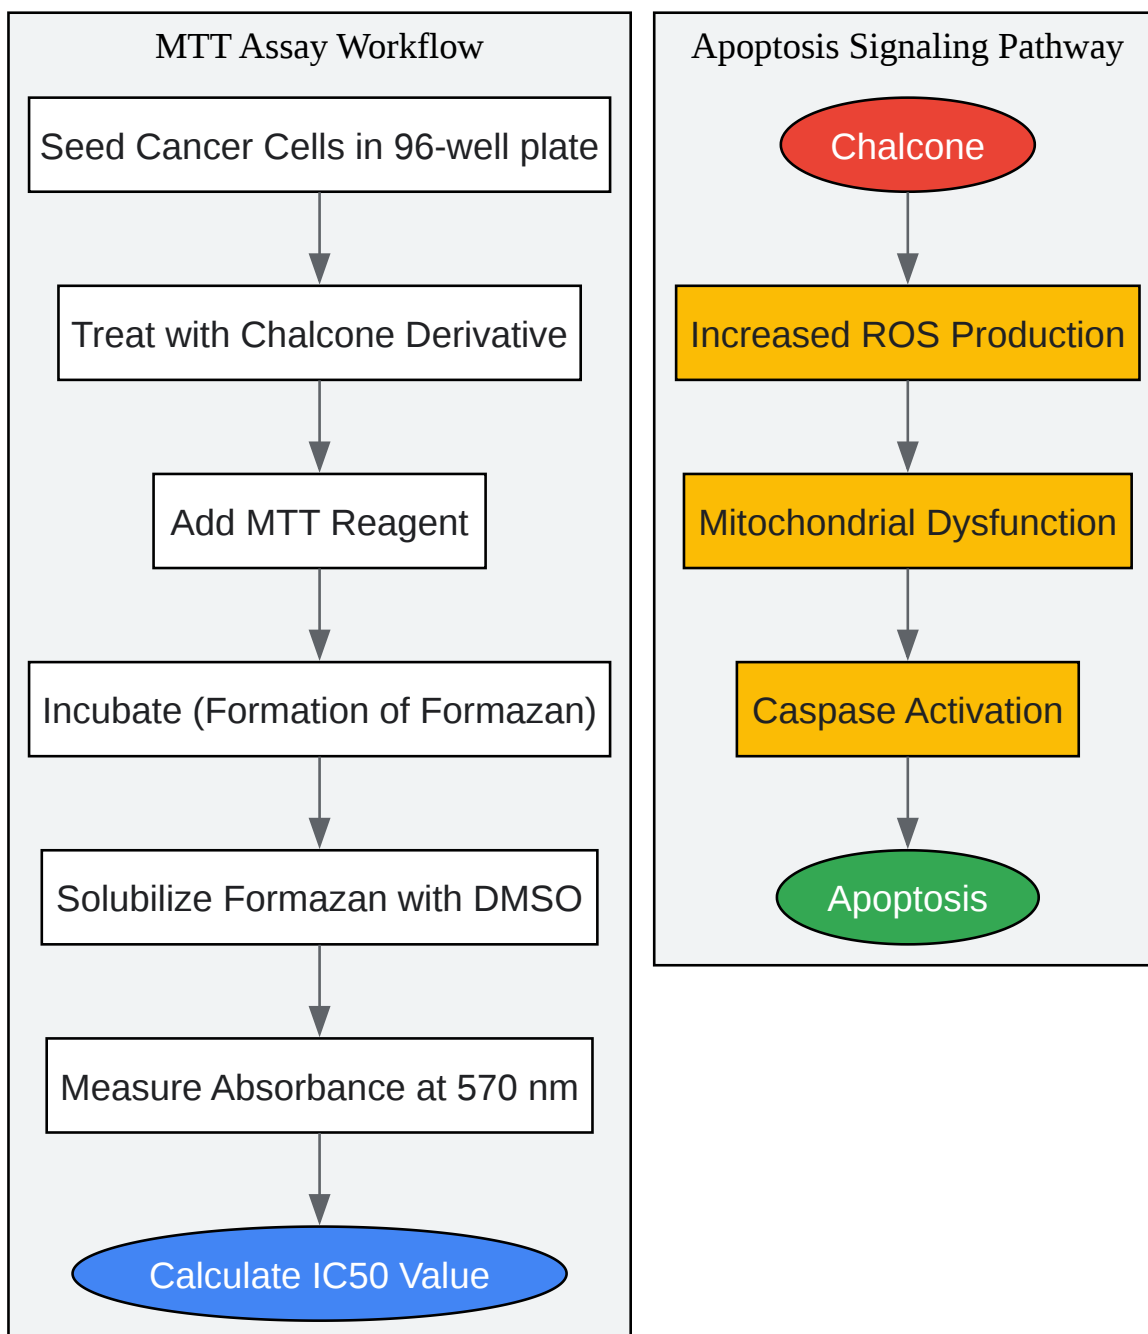 MTT Assay Workflow
Seed Cancer Cells in 96-well plate
Treat with Chalcone Derivative
Add MTT Reagent
Incubate (Formation of Formazan)
Solubilize Formazan with DMSO
Measure Absorbance at 570 nm
Calculate IC50 Value
Apoptosis Signaling Pathway
Chalcone
Increased ROS Production
Mitochondrial Dysfunction
Caspase Activation
Apoptosis